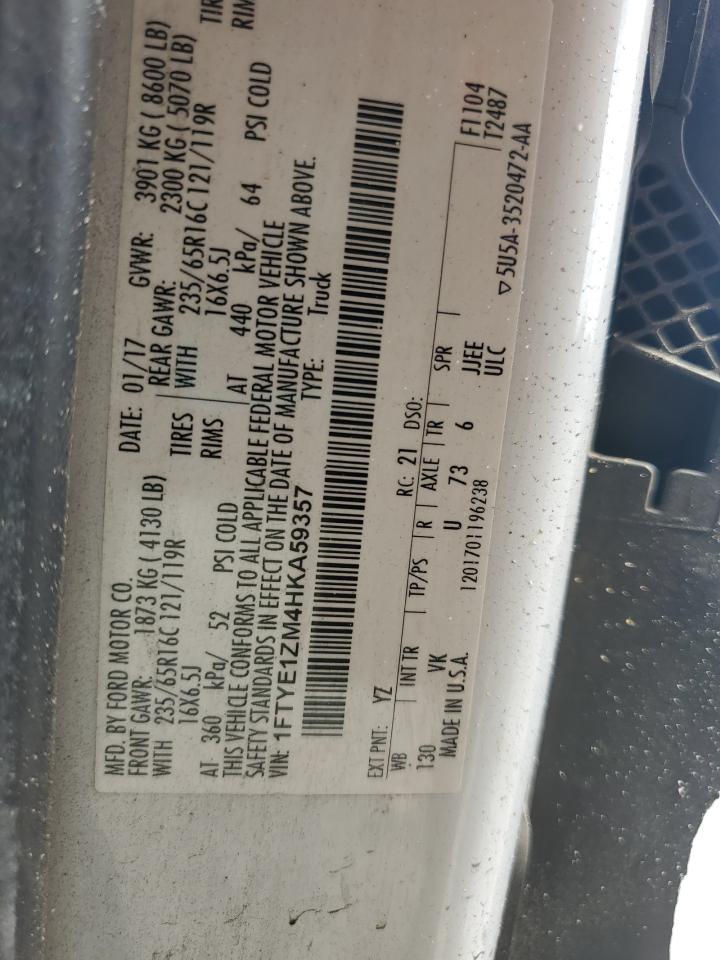 MFD. BY FORD MOTOR CO.
DATE: 01/17 GVWR: 3901 KG ( 8600 LB)
FRONT GAWR: 1873 KG ( 4130 LB) REAR GAWR: 2300 KG ( 5070 LB)
WITH 235/65R16C 121/119R TIRES WITH 235/65R16C 121/119R TIR
16X6.5J RIMS 16X6.5J RIM
AT 360 kPa/ 52 PSI COLD AT 440 kPa/ 64 PSI COLD
THIS VEHICLE CONFORMS TO ALL APPLICABLE FEDERAL MOTOR VEHICLE
SAFETY STANDARDS IN EFFECT ON THE DATE OF MANUFACTURE SHOWN ABOVE.
VIN: 1FTYE1ZM4HKA59357 TYPE: Truck
EXT PNT: YZ RC: 21 DSO: F1104
WB INT TR TP/PS R AXLE TR SPR T2487
130 VK U 73 6 JJEE
MADE IN U.S.A. 1201701196238 ULC
▽5U5A-3520472-AA